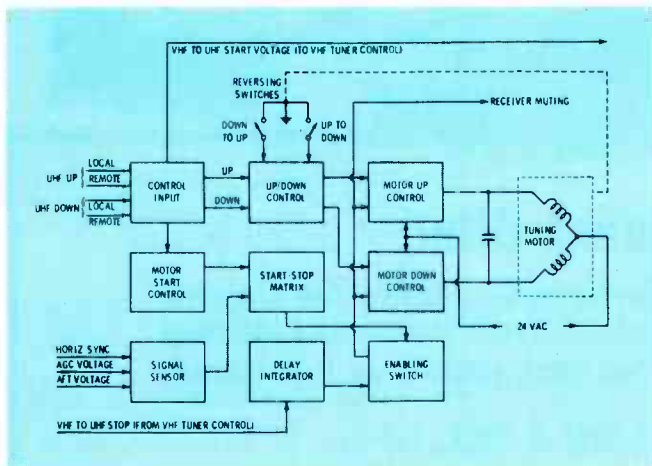 VHF TO UHF START VOLTAGE (TO VHF TUNER CONTROL)
REVERSING
SWITCHES
RECEIVER MUTING
DOWN
TO UP
UP TO
DOWN
UHF UP
LOCAL
REMOTE
UHF DOWN
LOCAL
REMOTE
CONTROL
INPUT
UP
DOWN
UP/DOWN
CONTROL
MOTOR UP
CONTROL
TUNING
MOTOR
MOTOR
START
CONTROL
START-STOP
MATRIX
MOTOR DOWN
CONTROL
24 VAC
HORIZ SYNC
AGC VOLTAGE
AFT VOLTAGE
SIGNAL
SENSOR
DELAY
INTEGRATOR
ENABLING
SWITCH
VHF TO UHF STOP (FROM VHF TUNER CONTROL)